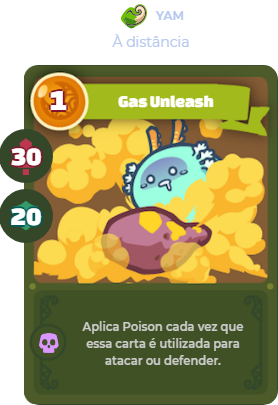 YAM
À distância
1
Gas Unleash
30
20
Aplica Poison cada vez que
essa carta é utilizada para
atacar ou defender.